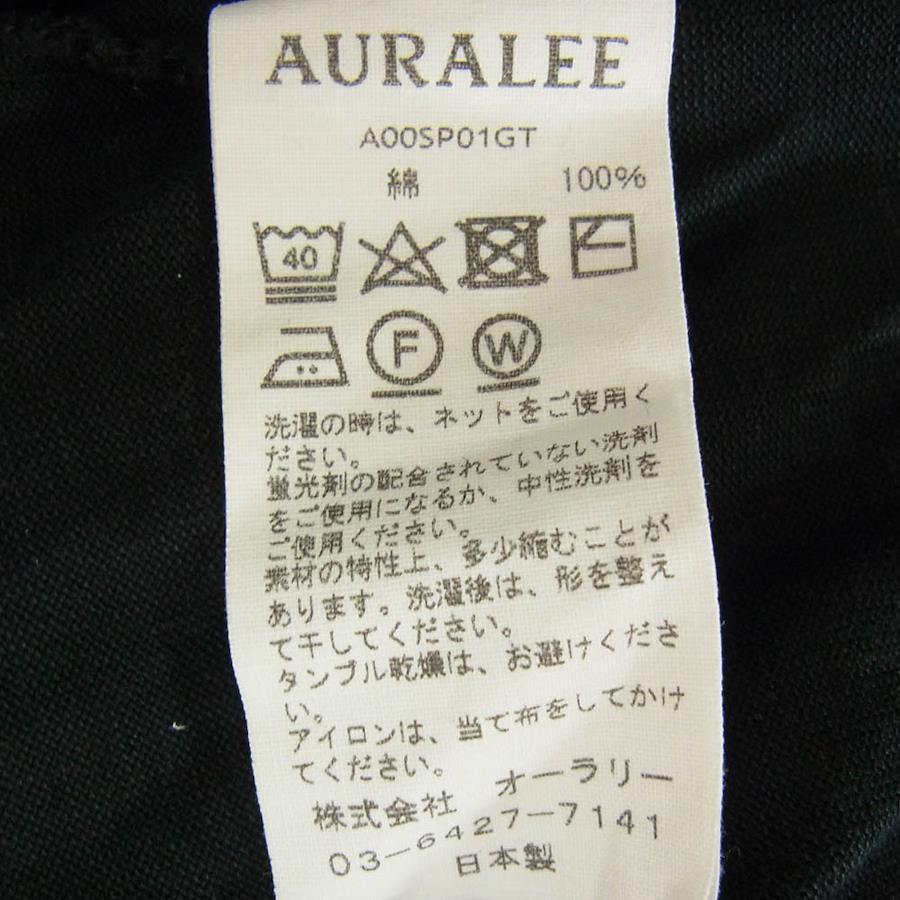 AURALEE
A00SP01GT
綿 100%
40
F W
洗濯の時は、ネットをご使用く
ださい。
蛍光剤の配合されていない洗剤
をご使用になるか、中性洗剤を
ご使用ください。
素材の特性上、多少縮むことが
あります。洗濯後は、形を整え
て干してください。
タンブル乾燥は、お避けくださ
い。
アイロンは、当て布をしてかけ
てください。
株式会社 オーラリー
03-6427-7141
日本製